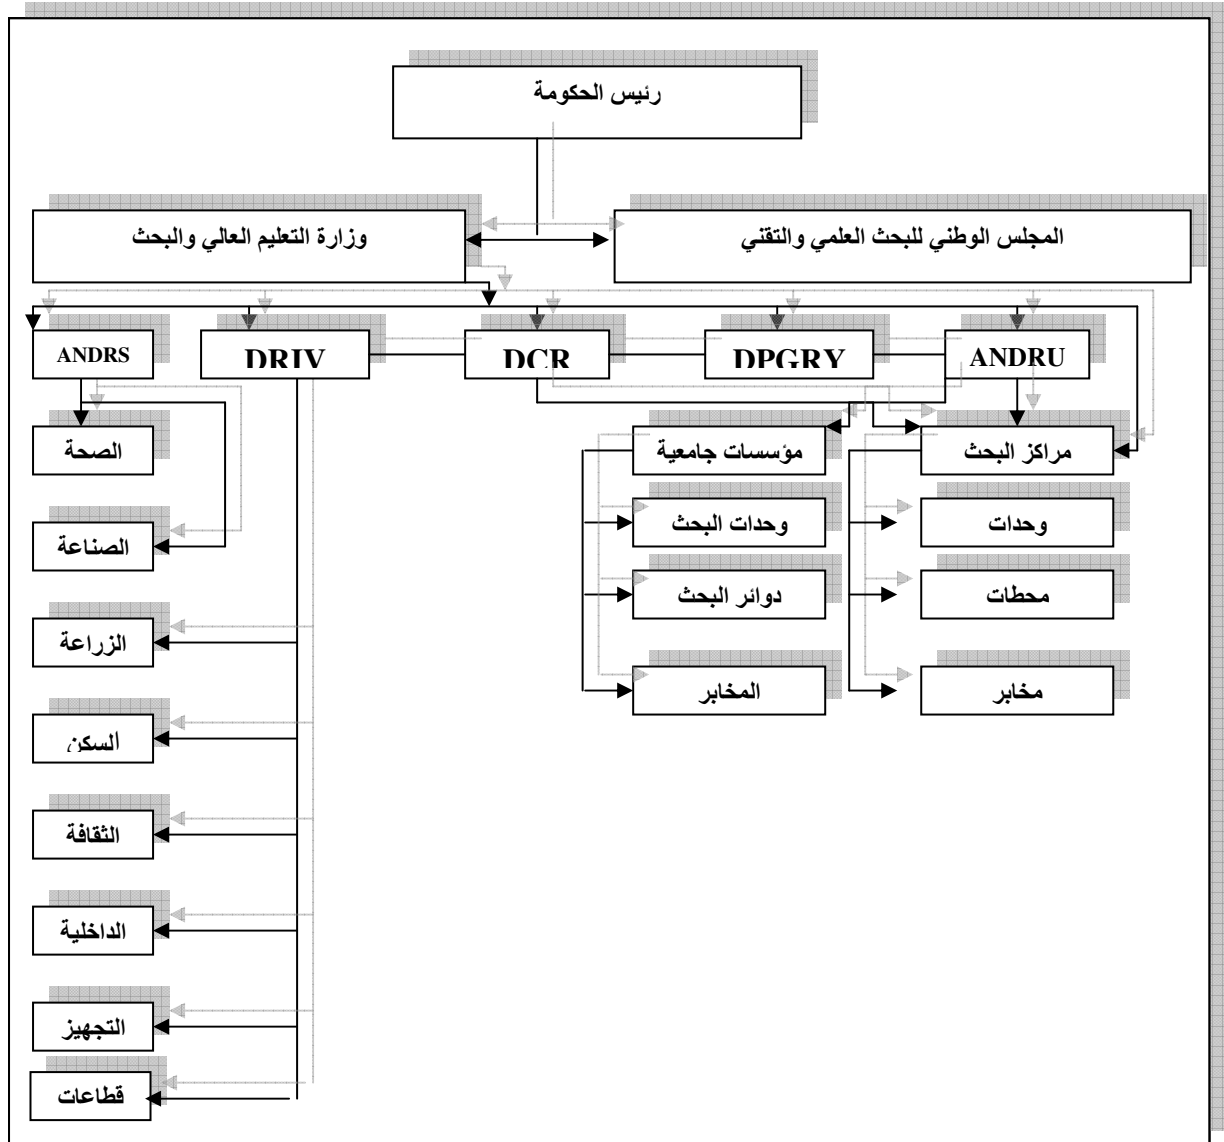 رئيس الحكومة
المجلس الوطني للبحث العلمي والتقني
وزارة التعليم العالي والبحث
ANDRS
DRIV
DCR
DPGRY
ANDRU
الصحة
مؤسسات جامعية
مراكز البحث
الصناعة
وحدات البحث
وحدات
دوائر البحث
محطات
الزراعة
المخابر
مخابر
السكن
الثقافة
الداخلية
التجهيز
قطاعات